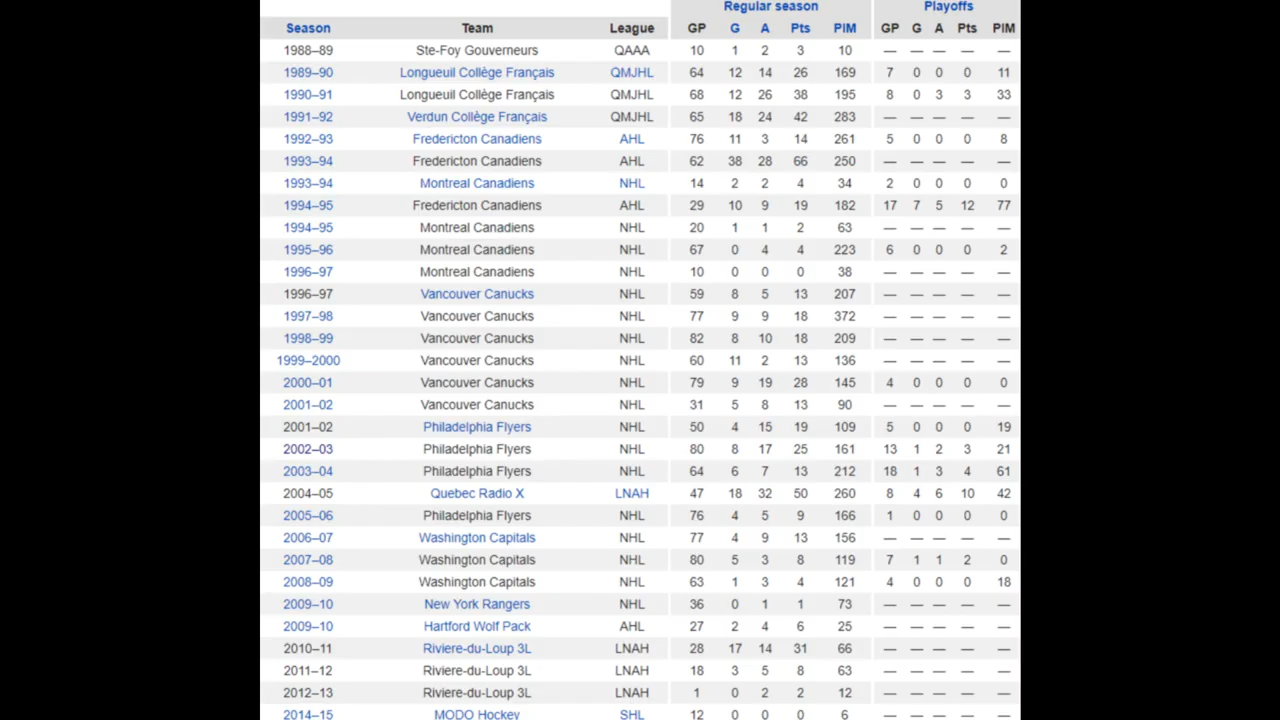 Regular season Playoffs
Season Team League GP G A Pts PIM GP G A Pts PIM
1988–89 Ste-Foy Gouverneurs QAAA 10 1 2 3 10 — — — — —
1989–90 Longueuil Collège Français QMJHL 64 12 14 26 169 7 0 0 0 11
1990–91 Longueuil Collège Français QMJHL 68 12 26 38 195 8 0 3 3 33
1991–92 Verdun Collège Français QMJHL 65 18 24 42 283 — — — — —
1992–93 Fredericton Canadiens AHL 76 11 3 14 261 5 0 0 0 8
1993–94 Fredericton Canadiens AHL 62 38 28 66 250 — — — — —
1993–94 Montreal Canadiens NHL 14 2 2 4 34 2 0 0 0 0
1994–95 Fredericton Canadiens AHL 29 10 9 19 182 17 7 5 12 77
1994–95 Montreal Canadiens NHL 20 1 1 2 63 — — — — —
1995–96 Montreal Canadiens NHL 67 0 4 4 223 6 0 0 0 2
1996–97 Montreal Canadiens NHL 10 0 0 0 38 — — — — —
1996–97 Vancouver Canucks NHL 59 8 5 13 207 — — — — —
1997–98 Vancouver Canucks NHL 77 9 9 18 372 — — — — —
1998–99 Vancouver Canucks NHL 82 8 10 18 209 — — — — —
1999–2000 Vancouver Canucks NHL 60 11 2 13 136 — — — — —
2000–01 Vancouver Canucks NHL 79 9 19 28 145 4 0 0 0 0
2001–02 Vancouver Canucks NHL 31 5 8 13 90 — — — — —
2001–02 Philadelphia Flyers NHL 50 4 15 19 109 5 0 0 0 19
2002–03 Philadelphia Flyers NHL 80 8 17 25 161 13 1 2 3 21
2003–04 Philadelphia Flyers NHL 64 6 7 13 212 18 1 3 4 61
2004–05 Quebec Radio X LNAH 47 18 32 50 260 8 4 6 10 42
2005–06 Philadelphia Flyers NHL 76 4 5 9 166 1 0 0 0 0
2006–07 Washington Capitals NHL 77 4 9 13 156 — — — — —
2007–08 Washington Capitals NHL 80 5 3 8 119 7 1 1 2 0
2008–09 Washington Capitals NHL 63 1 3 4 121 4 0 0 0 18
2009–10 New York Rangers NHL 36 0 1 1 73 — — — — —
2009–10 Hartford Wolf Pack AHL 27 2 4 6 25 — — — — —
2010–11 Riviere-du-Loup 3L LNAH 28 17 14 31 66 — — — — —
2011–12 Riviere-du-Loup 3L LNAH 18 3 5 8 63 — — — — —
2012–13 Riviere-du-Loup 3L LNAH 1 0 2 2 12 — — — — —
2014–15 MODO Hockey SHL 12 0 0 0 6 — — — — —